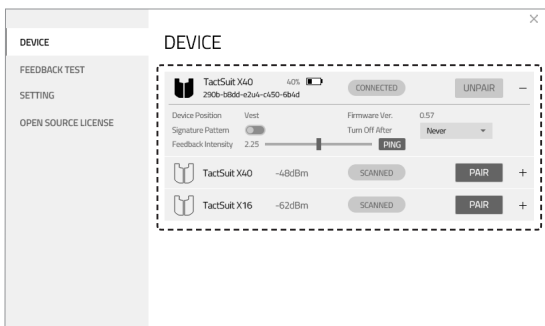 DEVICE
FEEDBACK TEST
SETTING
OPEN SOURCE LICENSE
DEVICE
TactSuit X40 40% CONNECTED UNPAIR −
290b-b8dd-e2u4-c450-6b4d
Device Position Vest Firmware Ver. 0.57
Signature Pattern Turn Off After Never
Feedback Intensity 2.25 PING
TactSuit X40 -48dBm SCANNED PAIR +
TactSuit X16 -62dBm SCANNED PAIR +